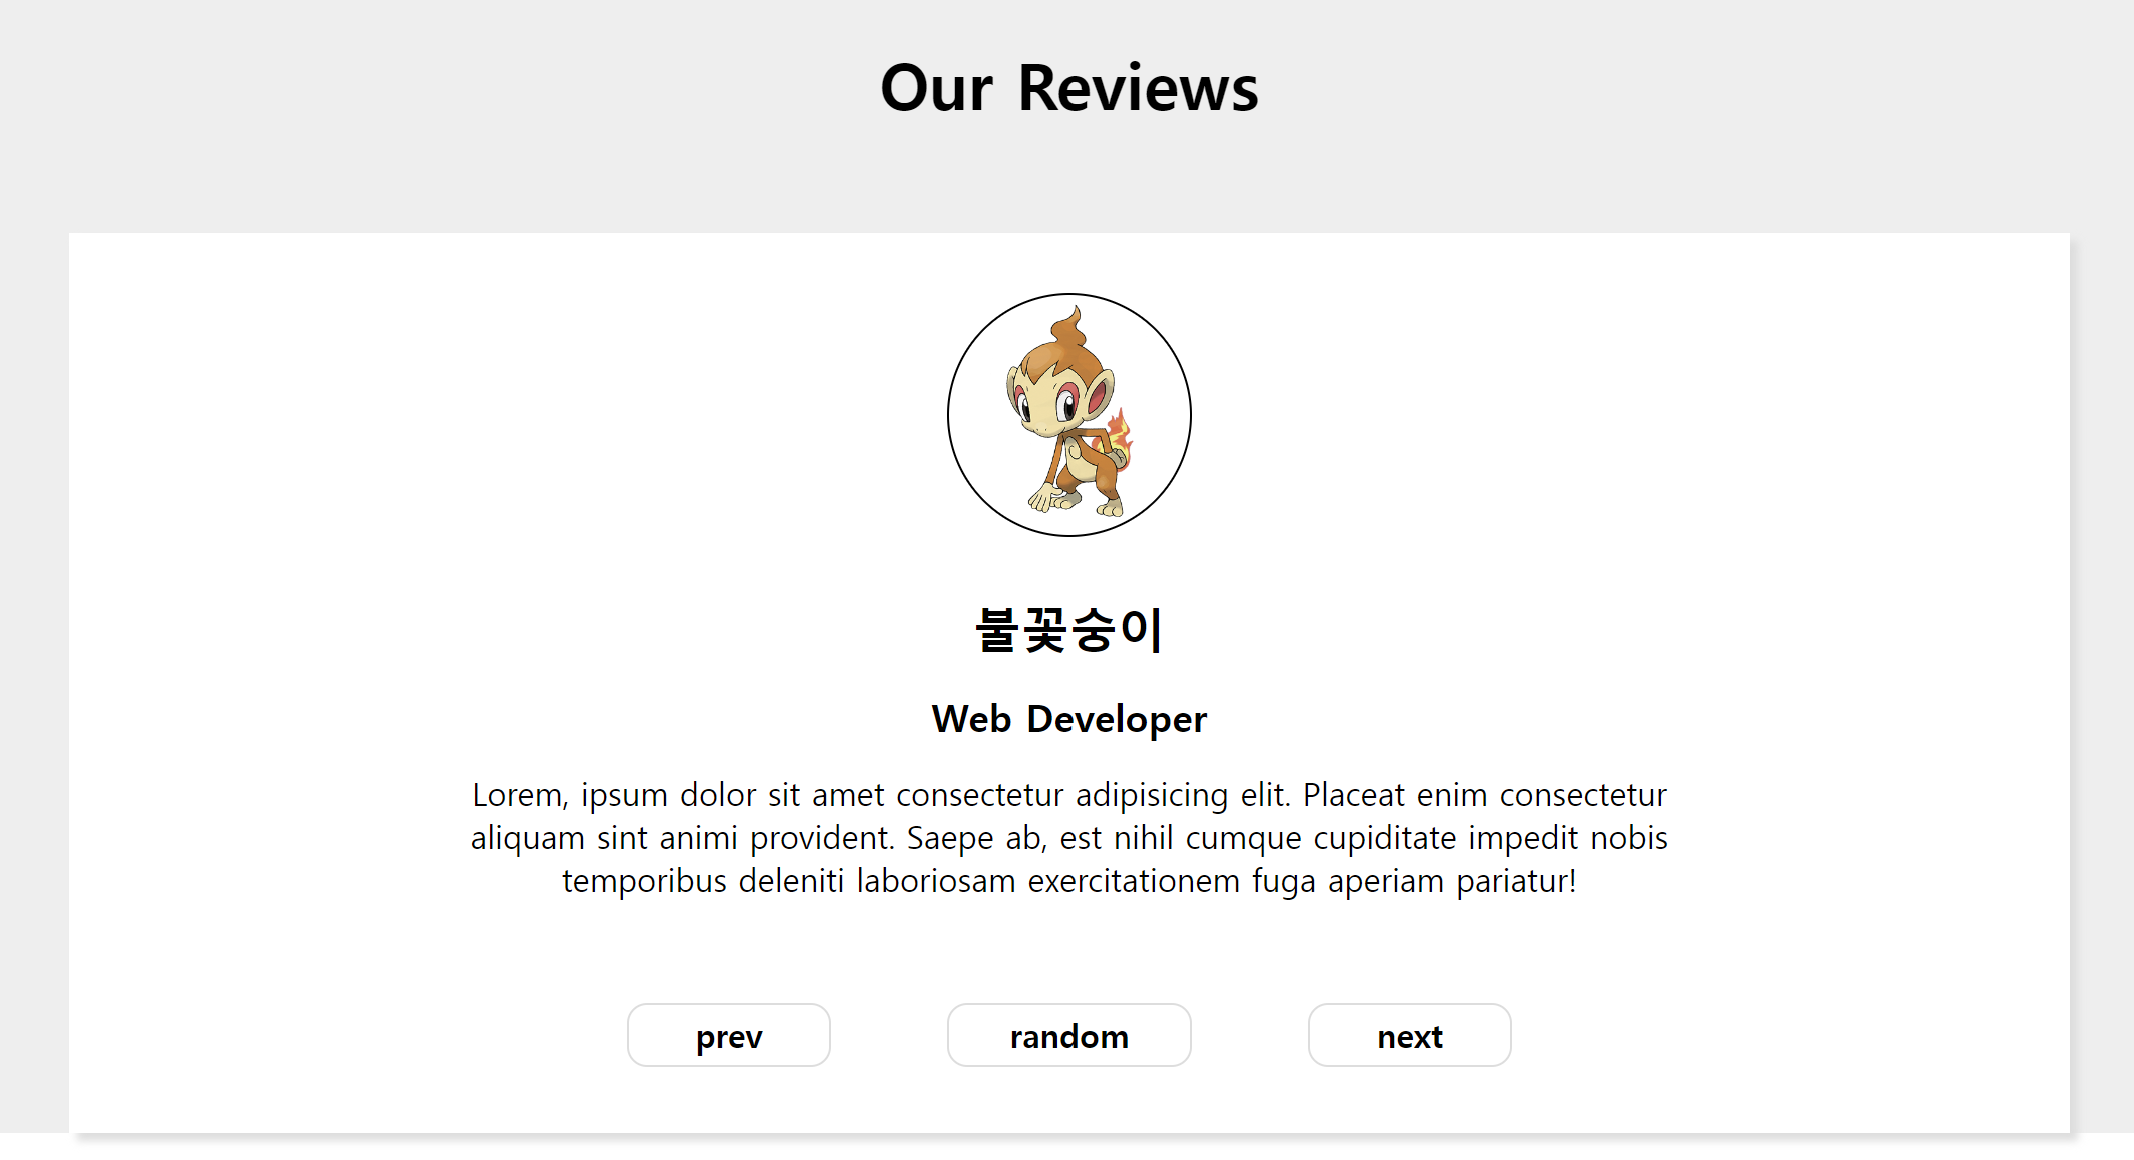 Our Reviews
불꽃숭이
Web Developer
Lorem, ipsum dolor sit amet consectetur adipisicing elit. Placeat enim consectetur
aliquam sint animi provident. Saepe ab, est nihil cumque cupiditate impedit nobis
temporibus deleniti laboriosam exercitationem fuga aperiam pariatur!
prev random next